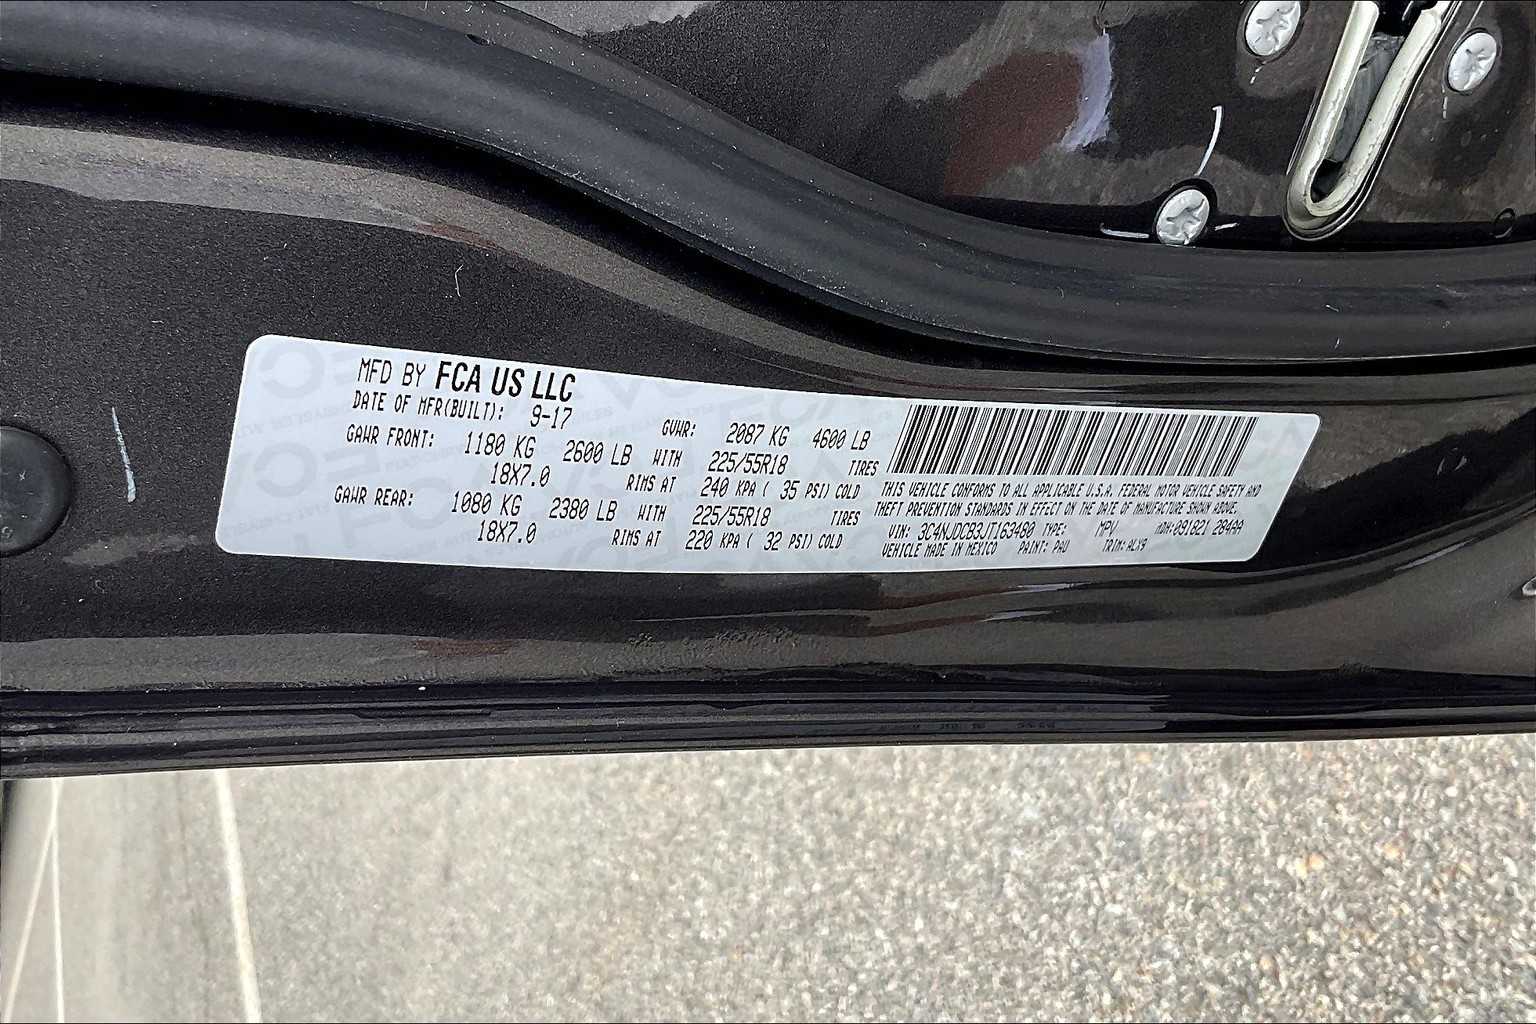 MFD BY FCA US LLC
DATE OF MFR(BUILT): 9-17
GVWR: 2087 KG 4600 LB
GAWR FRONT: 1180 KG 2600 LB WITH 225/55R18 TIRES
18X7.0 RIMS AT 240 KPA ( 35 PSI) COLD
GAWR REAR: 1080 KG 2380 LB WITH 225/55R18 TIRES
18X7.0 RIMS AT 220 KPA ( 32 PSI) COLD
THIS VEHICLE CONFORMS TO ALL APPLICABLE U.S.A. FEDERAL MOTOR VEHICLE SAFETY AND
THEFT PREVENTION STANDARDS IN EFFECT ON THE DATE OF MANUFACTURE SHOWN ABOVE.
VIN: 3C4NJDCB3JT163480 TYPE: MPV MDH: 091821 284AA
VEHICLE MADE IN MEXICO PAINT: PAU TRIM: ALX9